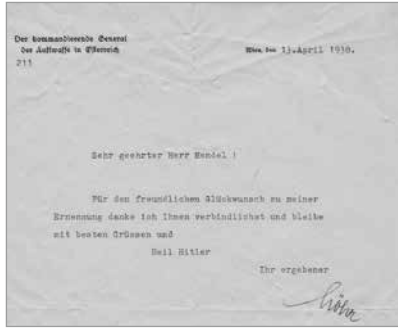 Der kommandierende General
der Luftwaffe in Österreich
211
Wien, den 13.April 1938.
Sehr geehrter Herr Mendel !
Für den freundlichen Glückwunsch zu meiner
Ernennung danke ich Ihnen verbindlichst und bleibe
mit besten Grüssen und
Heil Hitler
Ihr ergebener
Löhr